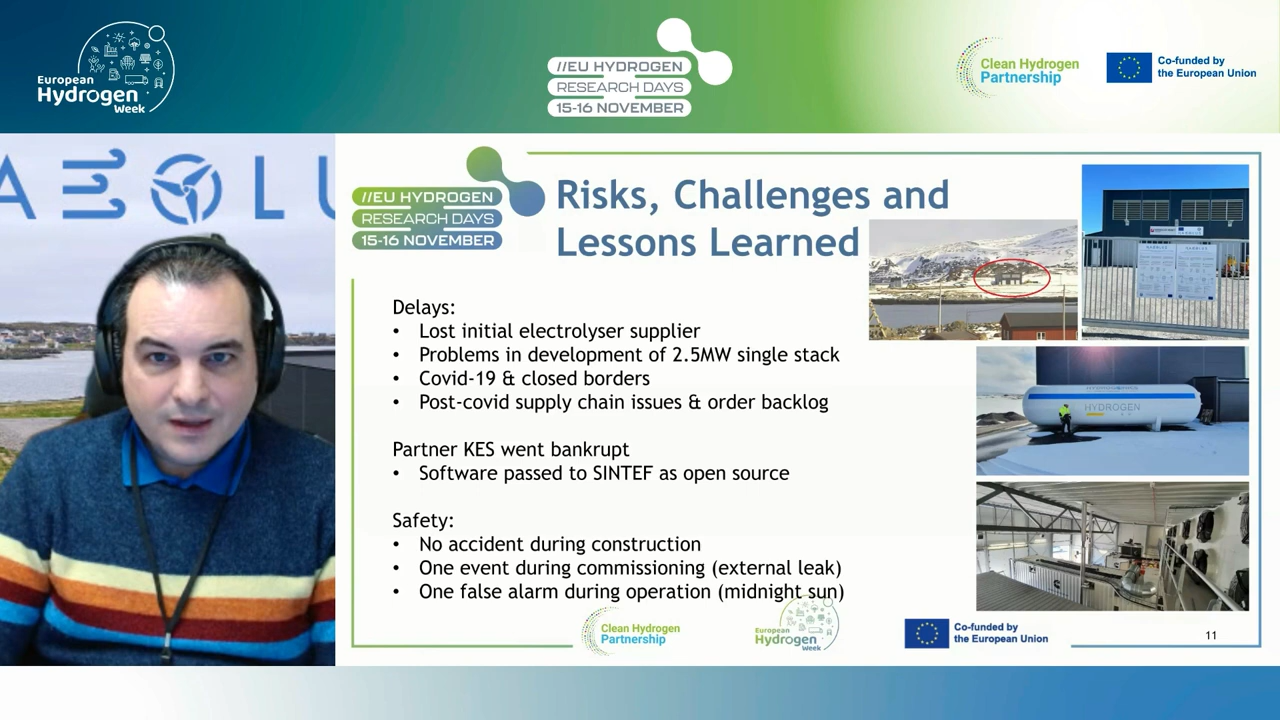 European
Hydrogen
Week
//EU HYDROGEN
RESEARCH DAYS
15-16 NOVEMBER
Clean Hydrogen
Partnership
Co-funded by
the European Union
AEOLU
//EU HYDROGEN
RESEARCH DAYS
15-16 NOVEMBER
Risks, Challenges and
Lessons Learned
Delays:
• Lost initial electrolyser supplier
• Problems in development of 2.5MW single stack
• Covid-19 & closed borders
• Post-covid supply chain issues & order backlog
Partner KES went bankrupt
• Software passed to SINTEF as open source
Safety:
• No accident during construction
• One event during commissioning (external leak)
• One false alarm during operation (midnight sun)
HYDROGEN
Clean Hydrogen
Partnership
European
Hydrogen
Week
Co-funded by
the European Union
11